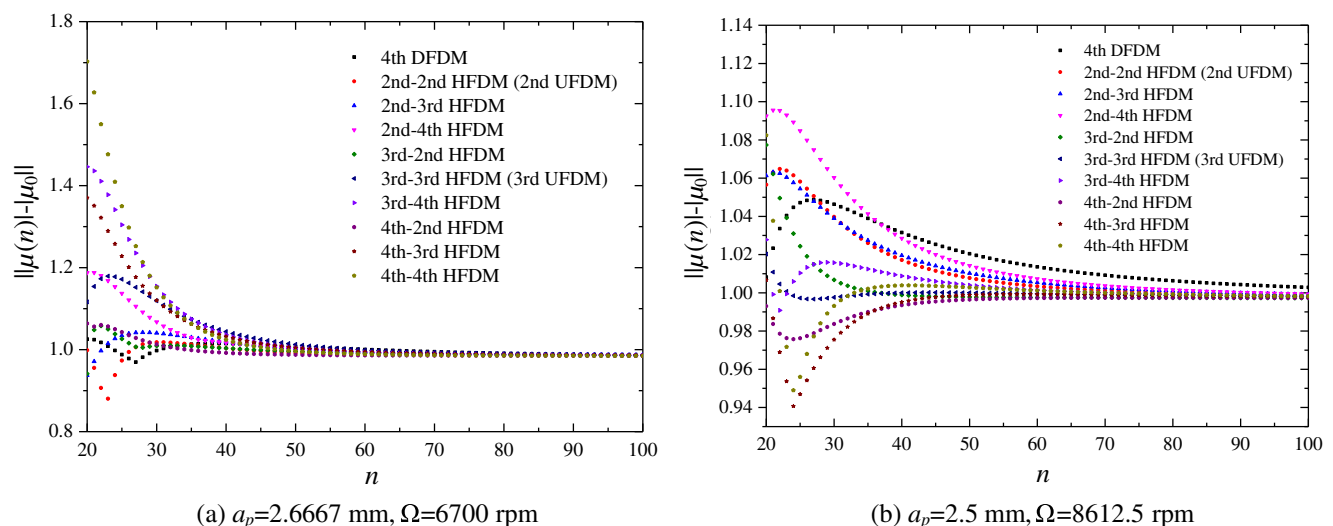 1.8
1.6
1.4
1.2
1.0
0.8
||μ(n)|-|μ0||
4th DFDM
2nd-2nd HFDM (2nd UFDM)
2nd-3rd HFDM
2nd-4th HFDM
3rd-2nd HFDM
3rd-3rd HFDM (3rd UFDM)
3rd-4th HFDM
4th-2nd HFDM
4th-3rd HFDM
4th-4th HFDM
20 30 40 50 60 70 80 90 100
n
(a) ap=2.6667 mm, Ω=6700 rpm
1.14
1.12
1.10
1.08
1.06
1.04
1.02
1.00
0.98
0.96
0.94
||μ(n)|-|μ0||
4th DFDM
2nd-2nd HFDM (2nd UFDM)
2nd-3rd HFDM
2nd-4th HFDM
3rd-2nd HFDM
3rd-3rd HFDM (3rd UFDM)
3rd-4th HFDM
4th-2nd HFDM
4th-3rd HFDM
4th-4th HFDM
20 30 40 50 60 70 80 90 100
n
(b) ap=2.5 mm, Ω=8612.5 rpm